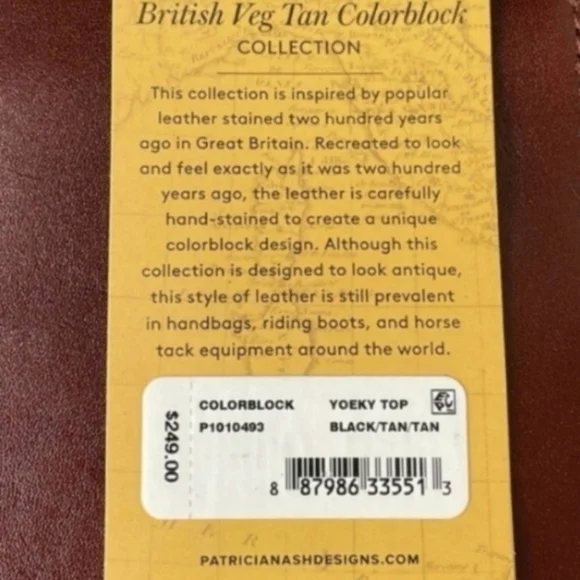 British Veg Tan Colorblock
COLLECTION
This collection is inspired by popular
leather stained two hundred years
ago in Great Britain. Recreated to look
and feel exactly as it was two hundred
years ago, the leather is carefully
hand-stained to create a unique
colorblock design. Although this
collection is designed to look antique,
this style of leather is still prevalent
in handbags, riding boots, and horse
tack equipment around the world.
$249.00
COLORBLOCK YOEKY TOP
P1010493 BLACK/TAN/TAN
8 87986 33551 3
PATRICIANASHDESIGNS.COM